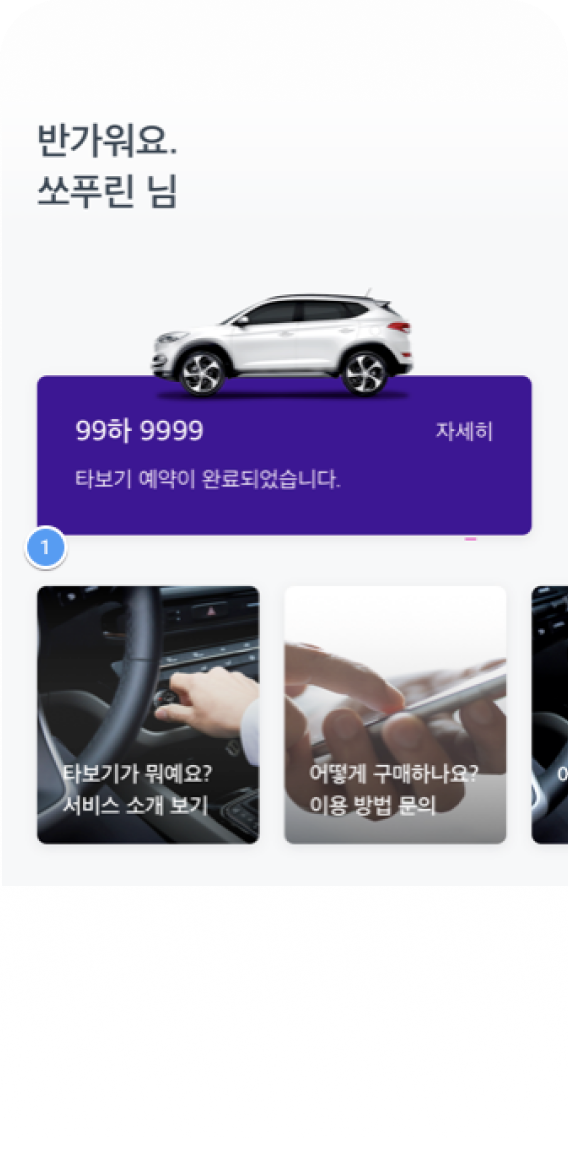 반가워요.
쏘푸린 님
99하 9999
자세히
타보기 예약이 완료되었습니다.
1
타보기가 뭐예요?
서비스 소개 보기
어떻게 구매하나요?
이용 방법 문의